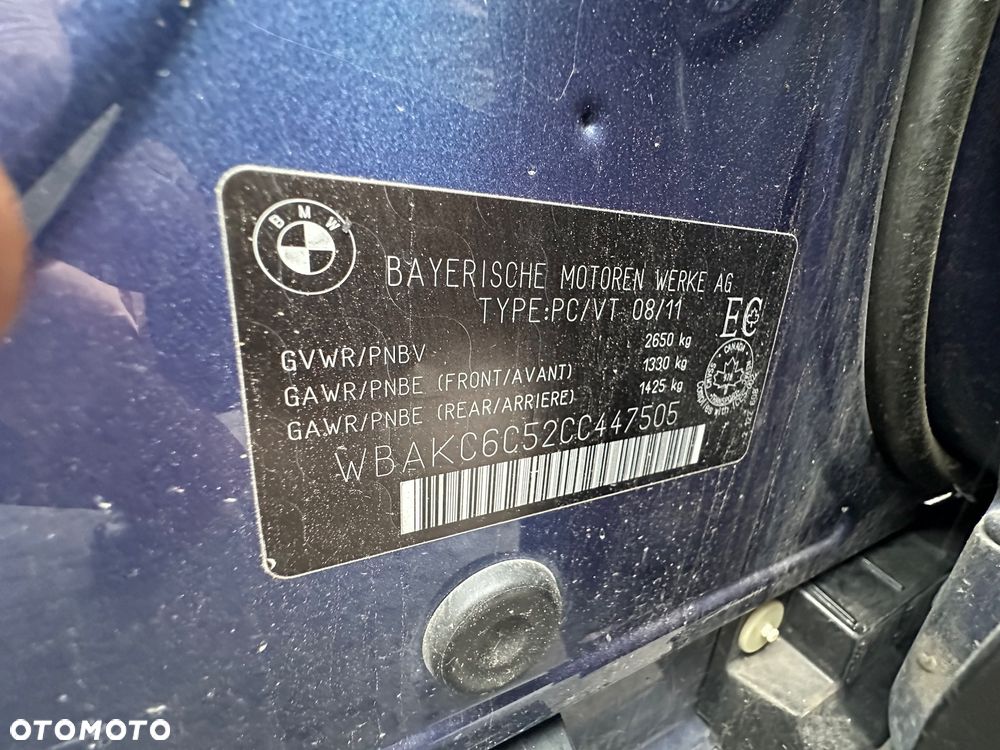 BMW
BAYERISCHE MOTOREN WERKE AG
TYPE:PC/VT 08/11
EC
GVWR/PNBV 2650 kg
GAWR/PNBE (FRONT/AVANT) 1330 kg
GAWR/PNBE (REAR/ARRIERE) 1425 kg
WBAKC6C52CC447505
CANADA
OTOMOTO